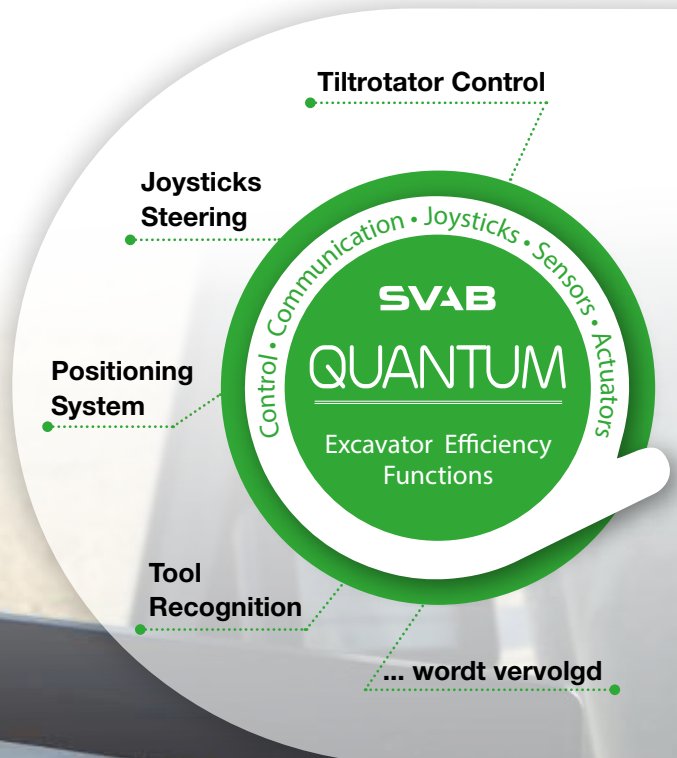 Tiltrotator Control
Joysticks
Steering
Control • Communication • Joysticks • Sensors • Actuators
SVAB
QUANTUM
Excavator Efficiency
Functions
Positioning
System
Tool
Recognition
... wordt vervolgd